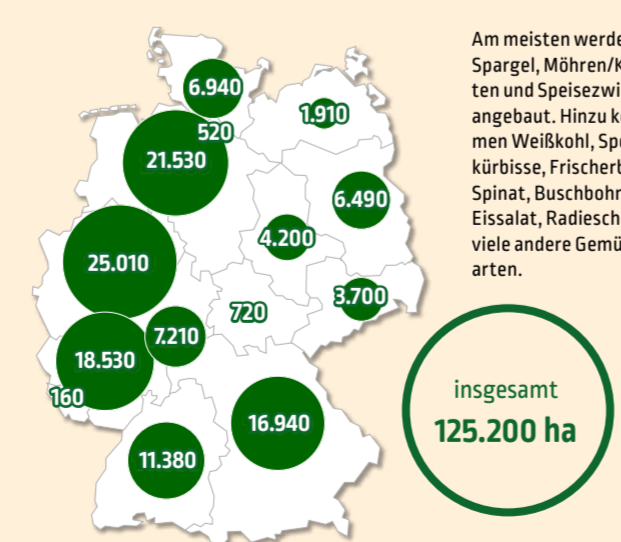 6.940
1.910
520
21.530
6.490
4.200
25.010
3.700
720
7.210
18.530
160
16.940
11.380
Am meisten werde
Spargel, Möhren/K
ten und Speisezwi
angebaut. Hinzu k
men Weißkohl, Sp
kürbisse, Frischer
Spinat, Buschbohn
Eissalat, Radiesch
viele andere Gemü
arten.
insgesamt
125.200 ha